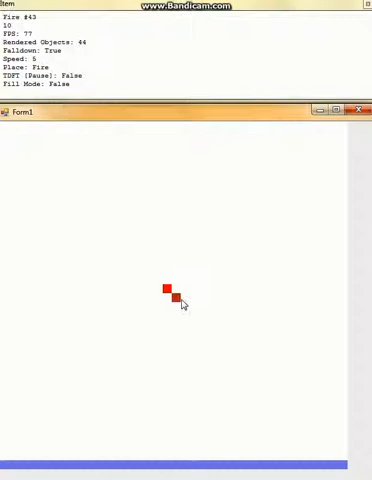 Item
www.Bandicam.com
Fire #43
10
FPS: 77
Rendered Objects: 44
Falldown: True
Speed: 5
Place: Fire
TDFT [Pause]: False
Fill Mode: False
Form1